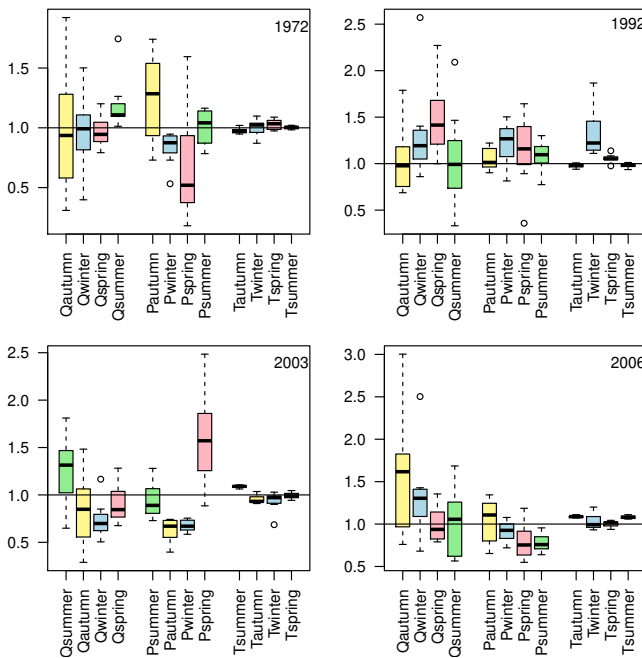 1972
1.5
1.0
0.5
Qautumn
Qwinter
Qspring
Qsummer
Pautumn
Pwinter
Pspring
Psummer
Tautumn
Twinter
Tspring
Tsummer
1992
2.5
2.0
1.5
1.0
0.5
Qautumn
Qwinter
Qspring
Qsummer
Pautumn
Pwinter
Pspring
Psummer
Tautumn
Twinter
Tspring
Tsummer
2003
2.5
2.0
1.5
1.0
0.5
Qsummer
Qautumn
Qwinter
Qspring
Psummer
Pautumn
Pwinter
Pspring
Tsummer
Tautumn
Twinter
Tspring
2006
3.0
2.5
2.0
1.5
1.0
0.5
Qautumn
Qwinter
Qspring
Qsummer
Pautumn
Pwinter
Pspring
Psummer
Tautumn
Twinter
Tspring
Tsummer